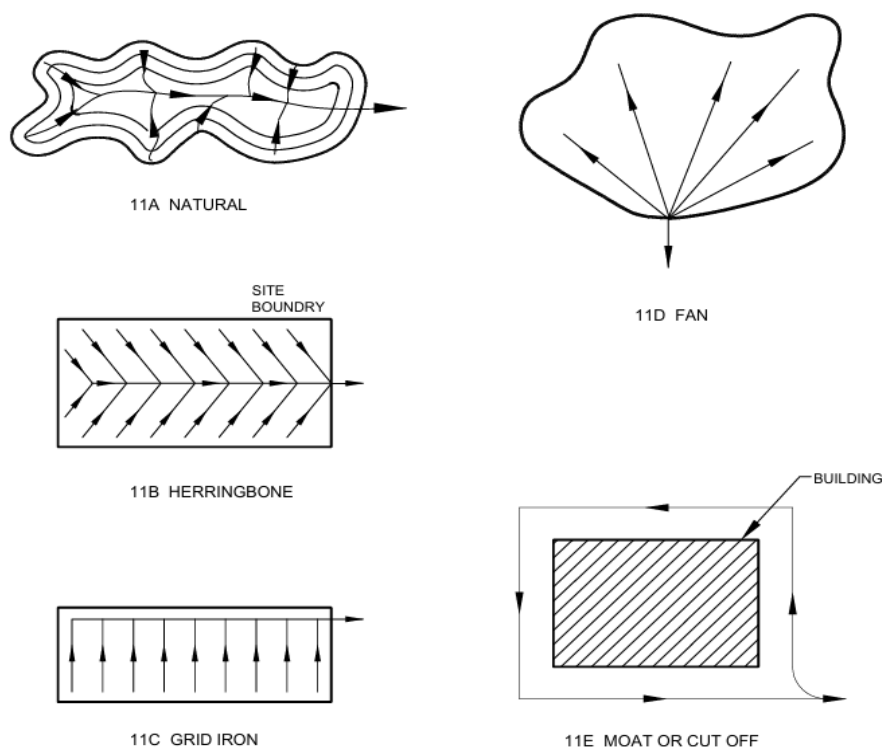 11A NATURAL
SITE
BOUNDRY
11B HERRINGBONE
11C GRID IRON
11D FAN
BUILDING
11E MOAT OR CUT OFF